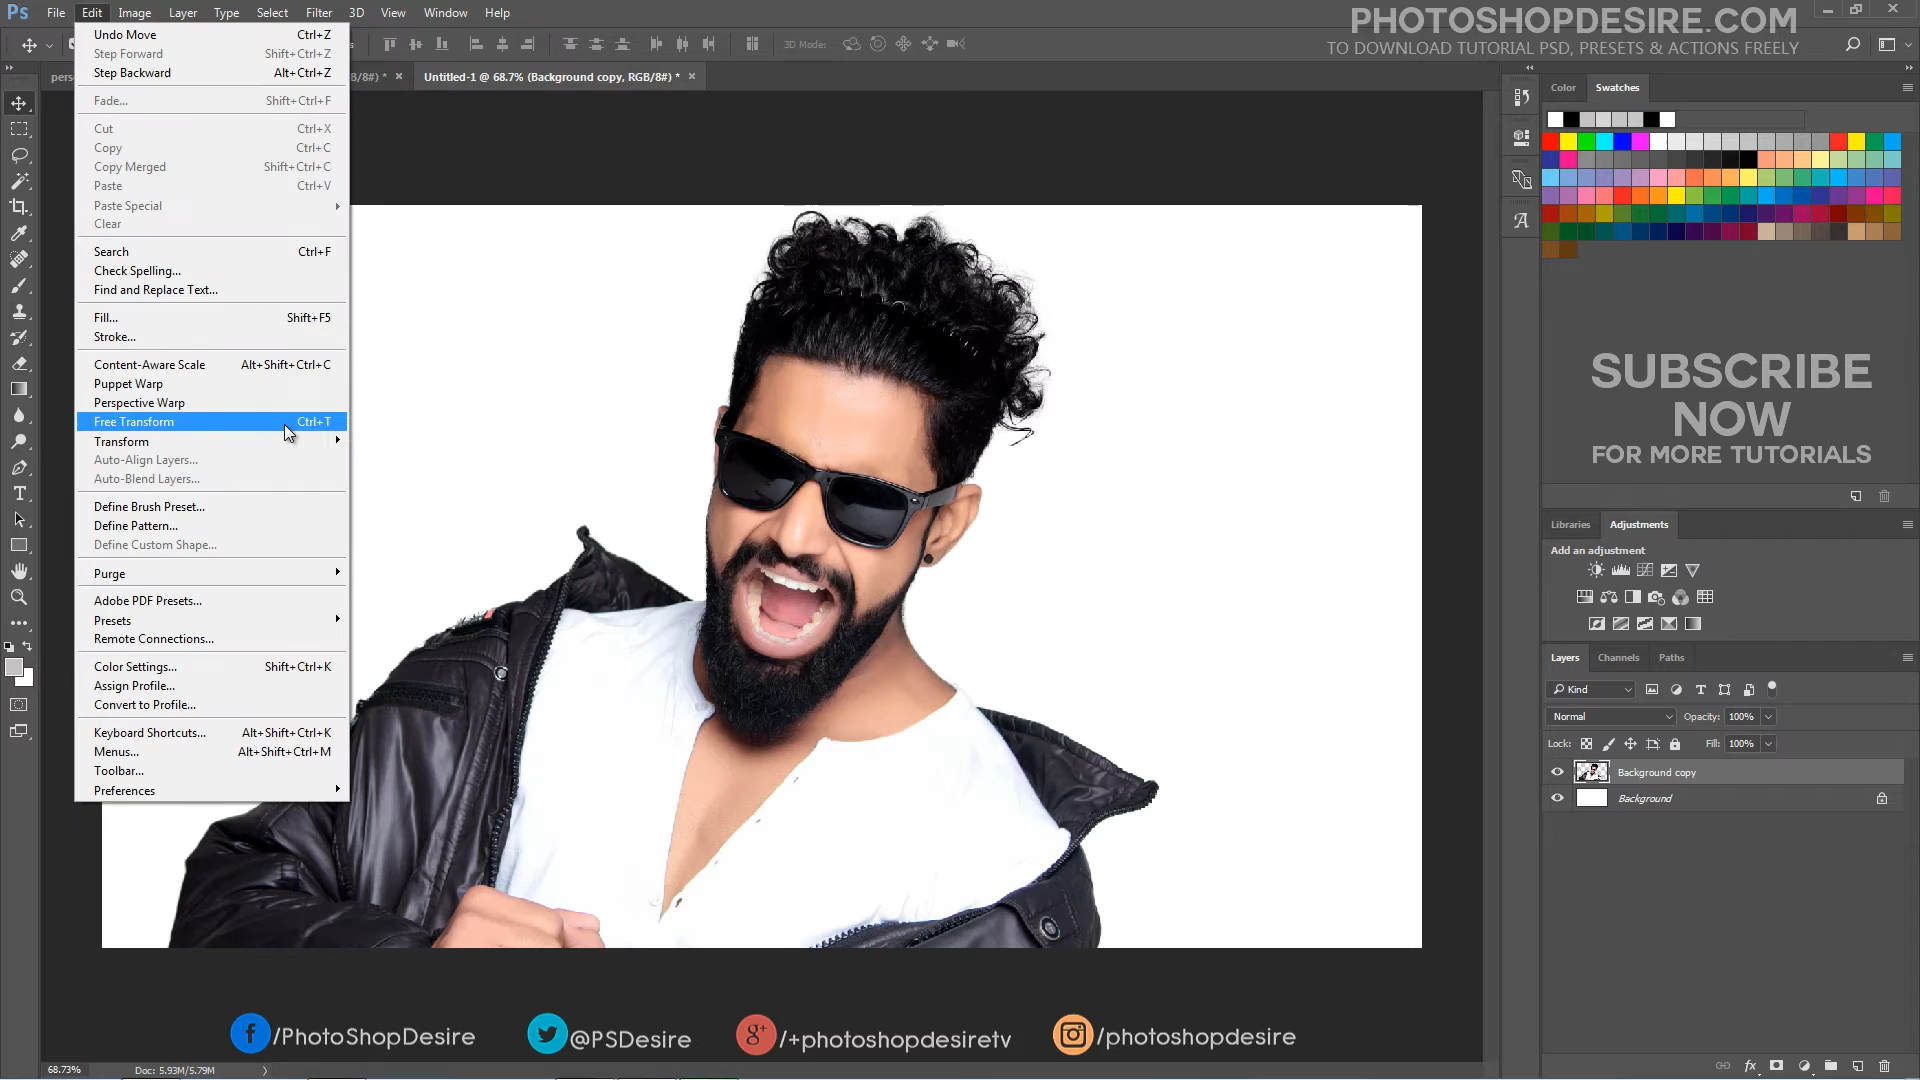 Ps File Edit Image Layer Type Select Filter 3D View Window Help
PHOTOSHOPDESIRE.COM
TO DOWNLOAD TUTORIAL PSD, PRESETS & ACTIONS FREELY
3D Mode:
Untitled-1 @ 68.7% (Background copy, RGB/8#) *
Undo Move Ctrl+Z
Step Forward Shift+Ctrl+Z
Step Backward Alt+Ctrl+Z
Fade... Shift+Ctrl+F
Cut Ctrl+X
Copy Ctrl+C
Copy Merged Shift+Ctrl+C
Paste Ctrl+V
Paste Special
Clear
Search Ctrl+F
Check Spelling...
Find and Replace Text...
Fill... Shift+F5
Stroke...
Content-Aware Scale Alt+Shift+Ctrl+C
Puppet Warp
Perspective Warp
Free Transform Ctrl+T
Transform
Auto-Align Layers...
Auto-Blend Layers...
Define Brush Preset...
Define Pattern...
Define Custom Shape...
Purge
Adobe PDF Presets...
Presets
Remote Connections...
Color Settings... Shift+Ctrl+K
Assign Profile...
Convert to Profile...
Keyboard Shortcuts... Alt+Shift+Ctrl+K
Menus... Alt+Shift+Ctrl+M
Toolbar...
Preferences
Color Swatches
SUBSCRIBE
NOW
FOR MORE TUTORIALS
Libraries Adjustments
Add an adjustment
Layers Channels Paths
Kind
Normal Opacity: 100%
Lock: Fill: 100%
Background copy
Background
fx
/PhotoShopDesire @PSDesire /+photoshopdesiretv /photoshopdesire
68.73% Doc: 5.93M/5.79M